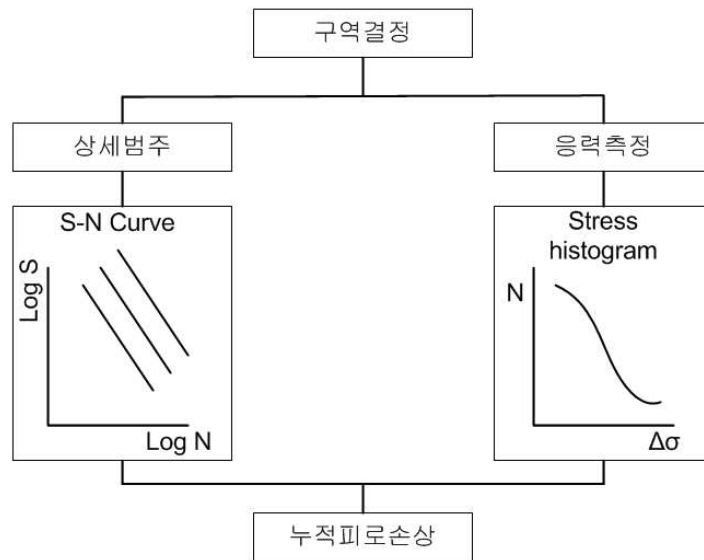 구역결정
상세범주
응력측정
S-N Curve
Log S
Log N
Stress
histogram
N
Δσ
누적피로손상